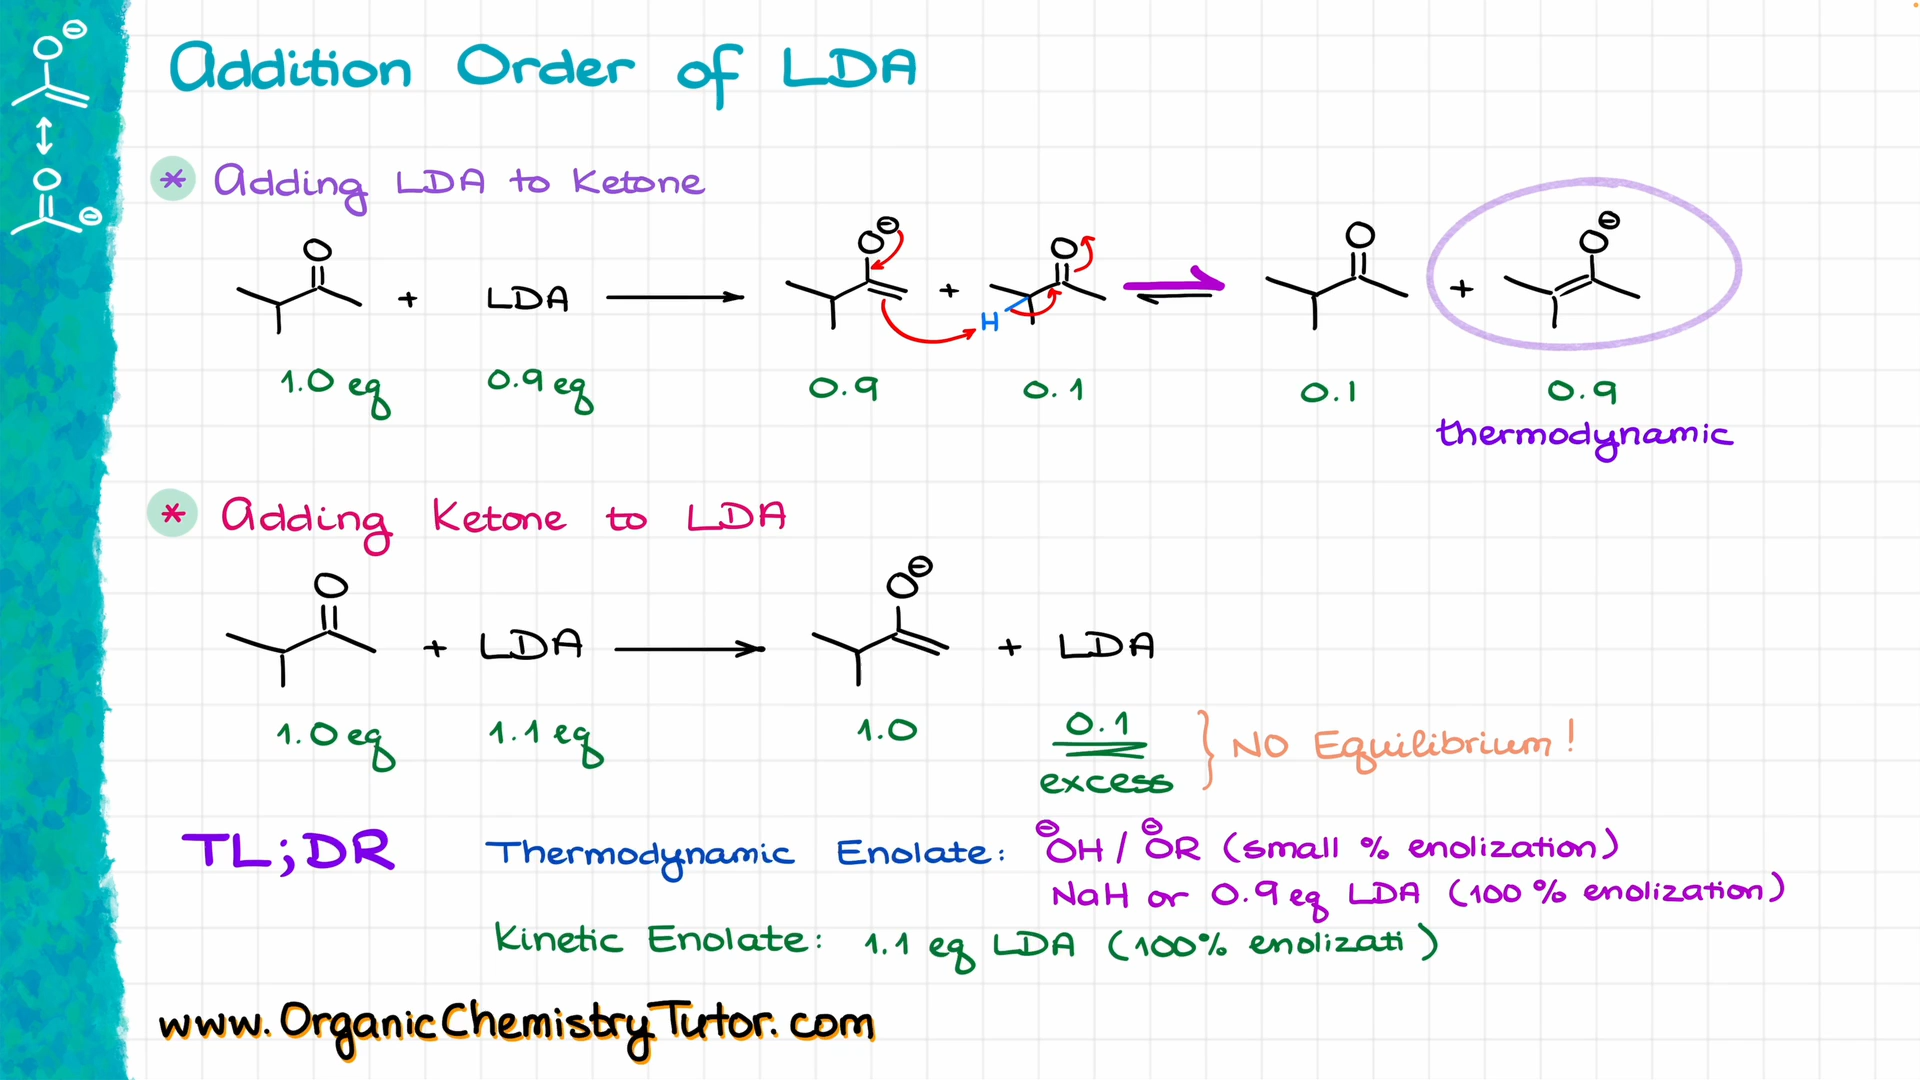 Addition Order of LDA
* Adding LDA to Ketone
O + LDA → O⊖ + O H ⇌ O + O⊖
1.0 eq 0.9 eq 0.9 0.1 0.1 0.9
thermodynamic
* Adding Ketone to LDA
O + LDA → O⊖ + LDA
1.0 eq 1.1 eq 1.0 0.1 } NO Equilibrium!
excess
TL;DR Thermodynamic Enolate: ⊖OH / ⊖OR (small % enolization)
NaH or 0.9 eq LDA (100% enolization)
Kinetic Enolate: 1.1 eq LDA (100% enolizati )
www.OrganicChemistryTutor.com
O⊖
↔
O ⊖